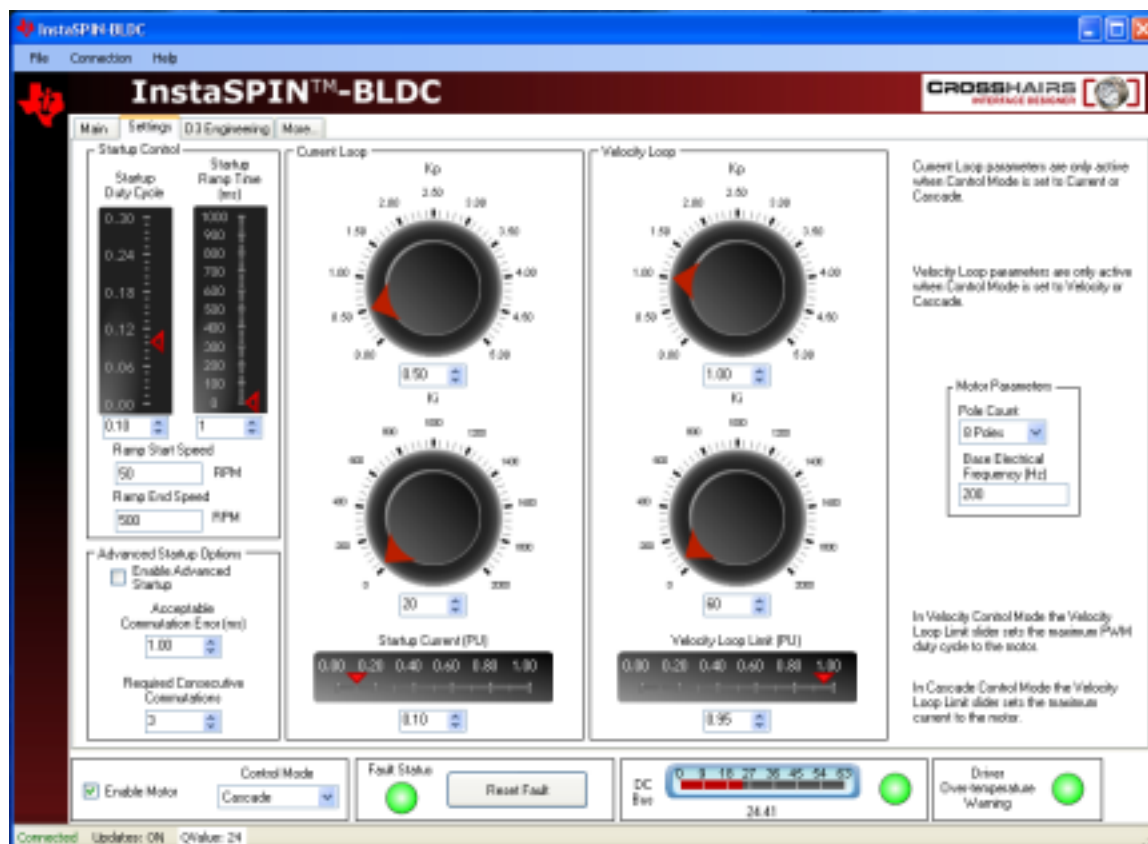 InstaSPIN-BLDC
File Connection Help
InstaSPIN™-BLDC
CROSSHAIRS
INTERFACE DESIGNER
Main Settings D3 Engineering More...
Startup Control
Startup
Duty Cycle
0.30
0.24
0.18
0.12
0.06
0.00
0.10
Startup
Ramp Time
(ms)
1000
900
800
700
600
500
400
300
200
100
0
1
Ramp Start Speed
50 RPM
Ramp End Speed
500 RPM
Advanced Startup Options
Enable Advanced
Startup
Acceptable
Commutation Error (ms)
1.00
Required Consecutive
Commutations
3
Current Loop
Kp
0.00 0.50 1.00 1.50 2.00 2.50 3.00 3.50 4.00 4.50 5.00
0.50
Ki
0 200 400 600 800 1000 1200 1400 1600 1800 2000
20
Startup Current (PU)
0.00 0.20 0.40 0.60 0.80 1.00
0.10
Velocity Loop
Kp
0.00 0.50 1.00 1.50 2.00 2.50 3.00 3.50 4.00 4.50 5.00
1.00
Ki
0 200 400 600 800 1000 1200 1400 1600 1800 2000
60
Velocity Loop Limit (PU)
0.00 0.20 0.40 0.60 0.80 1.00
0.95
Current Loop parameters are only active
when Control Mode is set to Current or
Cascade.
Velocity Loop parameters are only active
when Control Mode is set to Velocity or
Cascade.
Motor Parameters
Pole Count
8 Poles
Base Electrical
Frequency (Hz)
200
In Velocity Control Mode the Velocity
Loop Limit slider sets the maximum PWM
duty cycle to the motor.
In Cascade Control Mode the Velocity
Loop Limit slider sets the maximum
current to the motor.
Enable Motor
Control Mode
Cascade
Fault Status
Reset Fault
DC
Bus
0 9 18 27 36 45 54 63
24.41
Driver
Over-temperature
Warning
Connected Updates: ON QValue: 24